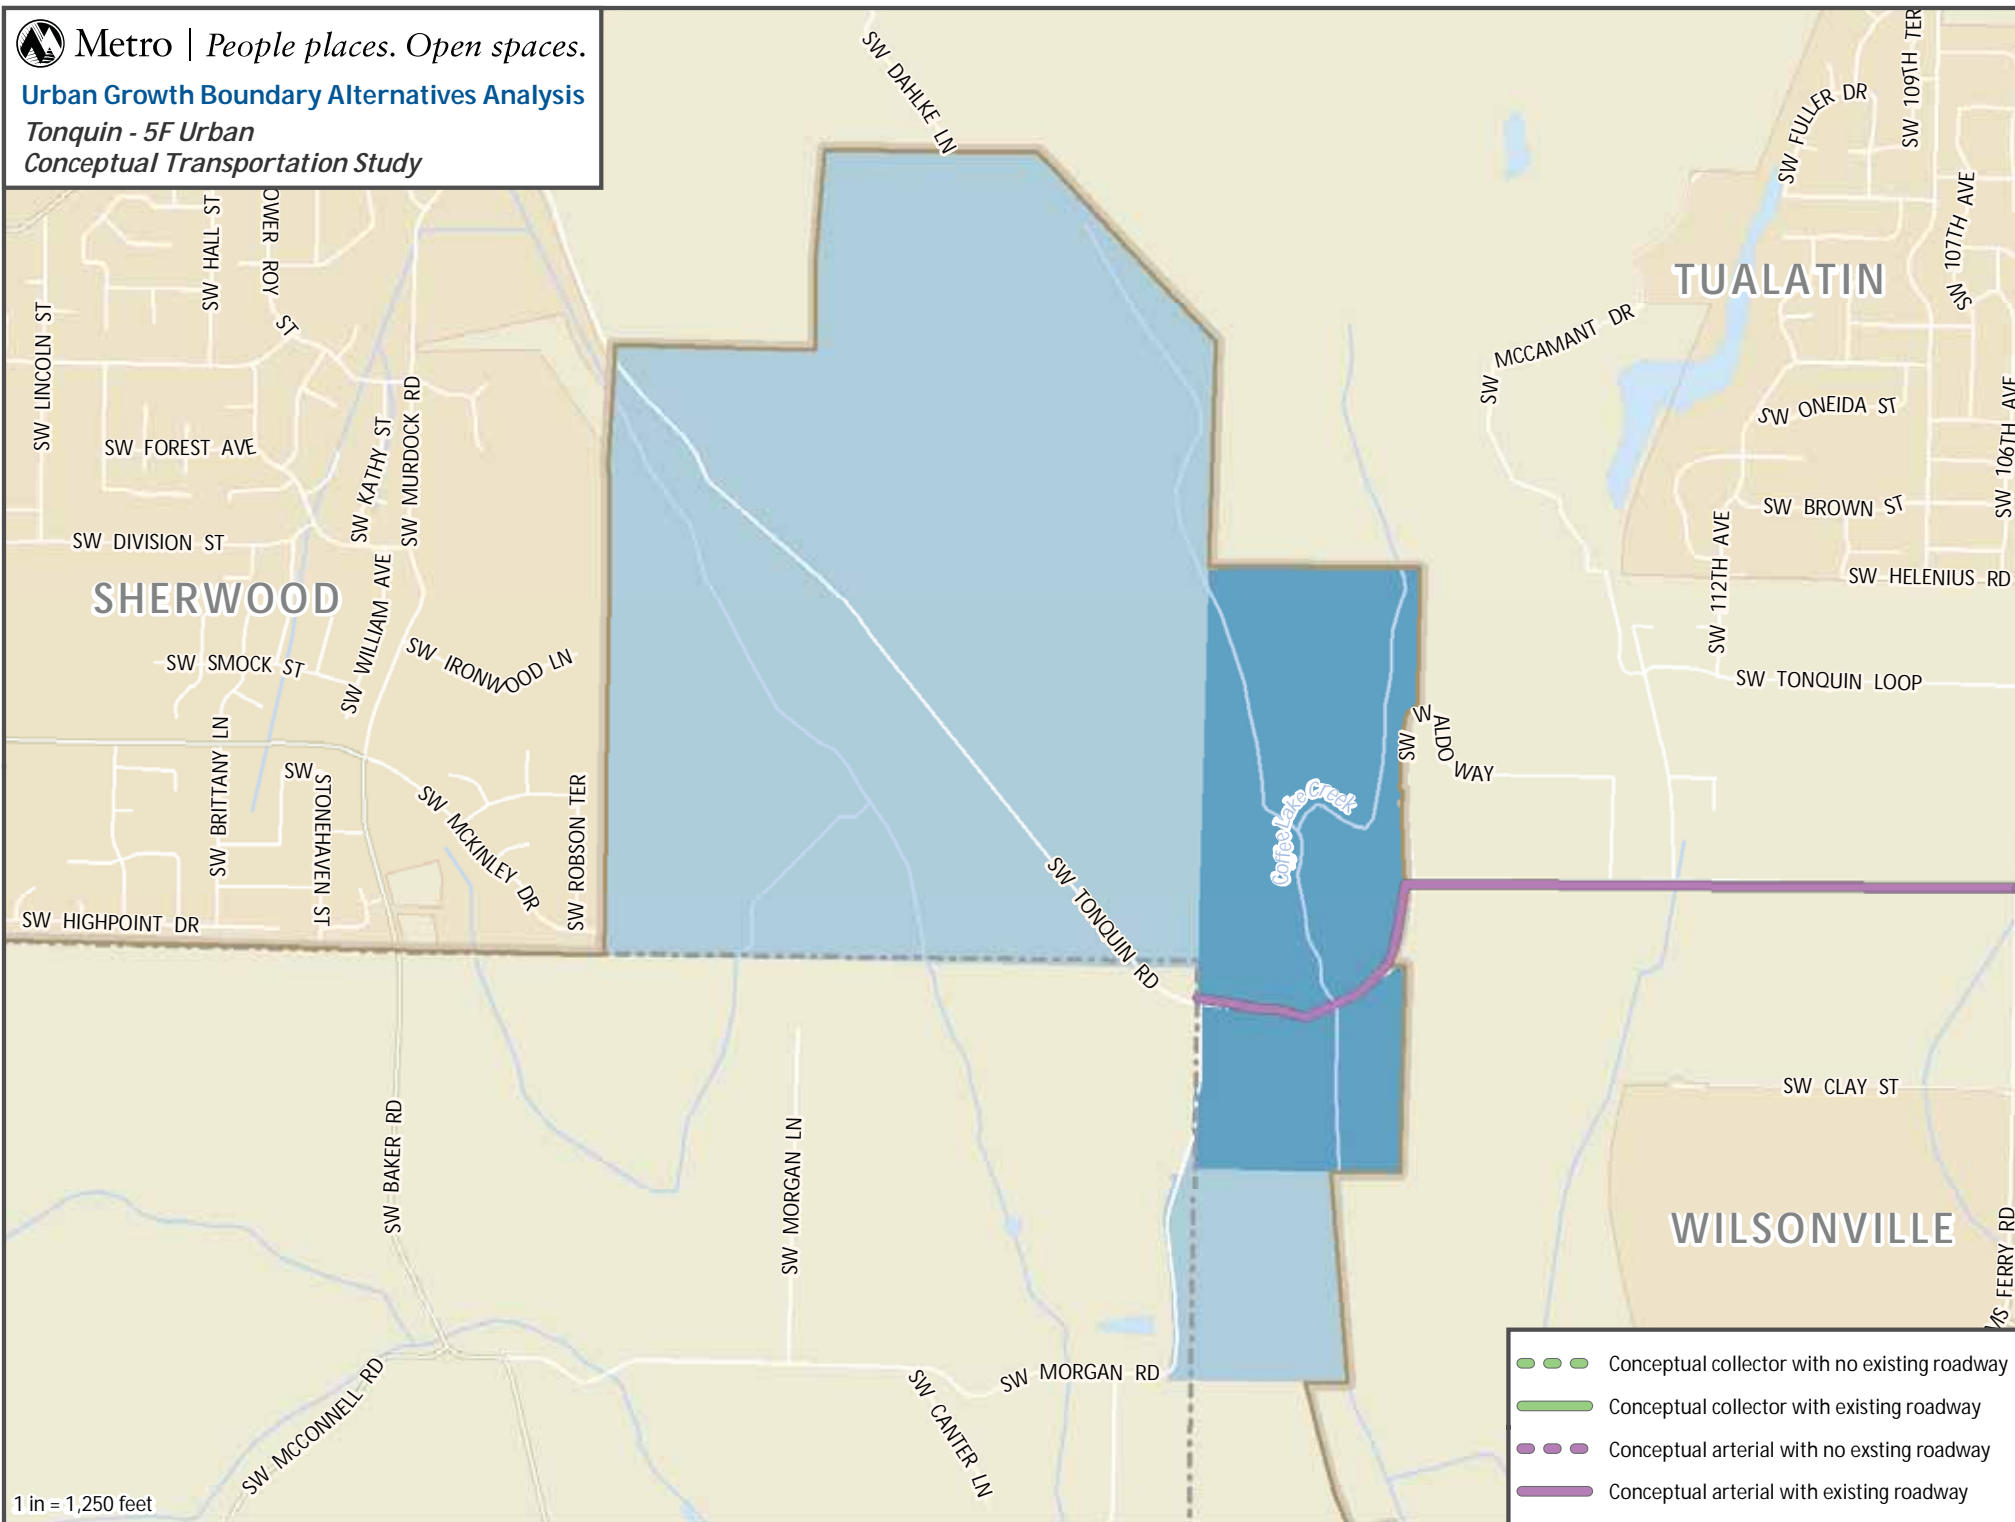 Metro | People places. Open spaces.
Urban Growth Boundary Alternatives Analysis
Tonquin - 5F Urban
Conceptual Transportation Study
SW DAHLKE LN
SW FULLER DR
SW 109TH TER
SW 107TH AVE
SW
TUALATIN
SW HALL ST
OWER ROY ST
SW LINCOLN ST
SW MCCAMANT DR
SW KATHY ST
SW MURDOCK RD
SW ONEIDA ST
SW 106TH AVE
SW FOREST AVE
SW BROWN ST
SW DIVISION ST
SW 112TH AVE
SW HELENIUS RD
SHERWOOD
SW WILLIAM AVE
SW SMOCK ST
SW IRONWOOD LN
SW TONQUIN LOOP
SW WALDO WAY
SW BRITTANY LN
SW STONEHAVEN ST
SW MCKINLEY DR
SW ROBSON TER
Coffee Lake Creek
SW TONQUIN RD
SW HIGHPOINT DR
SW CLAY ST
SW BAKER RD
SW MORGAN LN
WILSONVILLE
MS FERRY RD
SW MORGAN RD
SW MCCONNELL RD
SW CANTER LN
Conceptual collector with no existing roadway
Conceptual collector with existing roadway
Conceptual arterial with no exsting roadway
Conceptual arterial with existing roadway
1 in = 1,250 feet